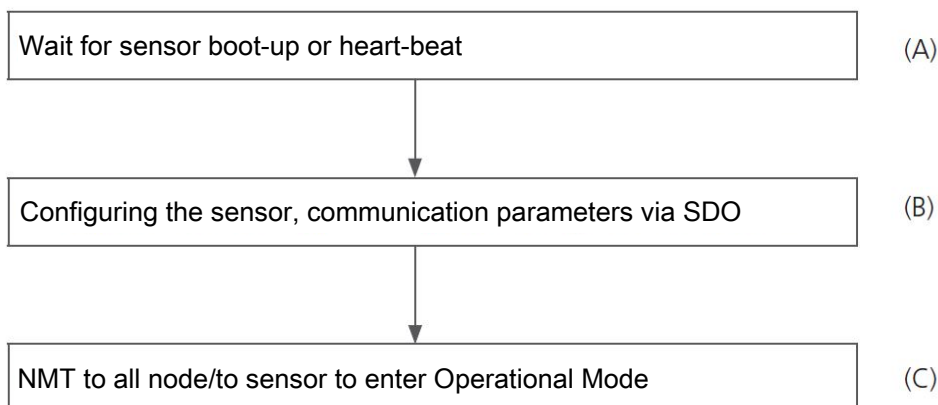 Wait for sensor boot-up or heart-beat
(A)
Configuring the sensor, communication parameters via SDO
(B)
NMT to all node/to sensor to enter Operational Mode
(C)